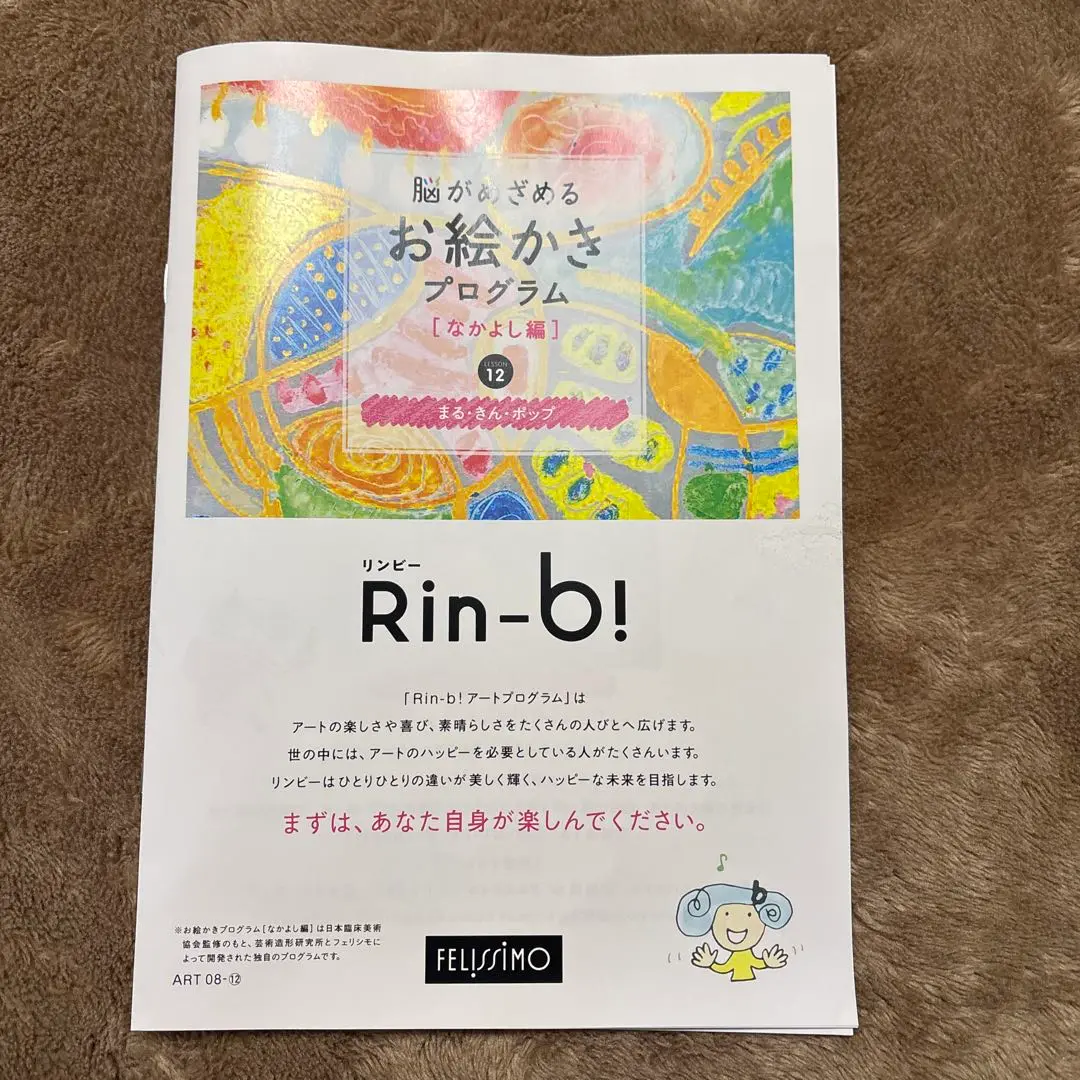 脳がめざめる
お絵かき
プログラム
[なかよし編]
LESSON
12
まる・きん・ポップ
リンビー
Rin-b!
「Rin-b! アートプログラム」は
アートの楽しさや喜び、素晴らしさをたくさんの人びとへ広げます。
世の中には、アートのハッピーを必要としている人がたくさんいます。
リンビーはひとりひとりの違いが美しく輝く、ハッピーな未来を目指します。
まずは、あなた自身が楽しんでください。
b
※お絵かきプログラム[なかよし編]は日本臨床美術
協会監修のもと、芸術造形研究所とフェリシモに
よって開発された独自のプログラムです。
ART 08-⑫
FELISSIMO